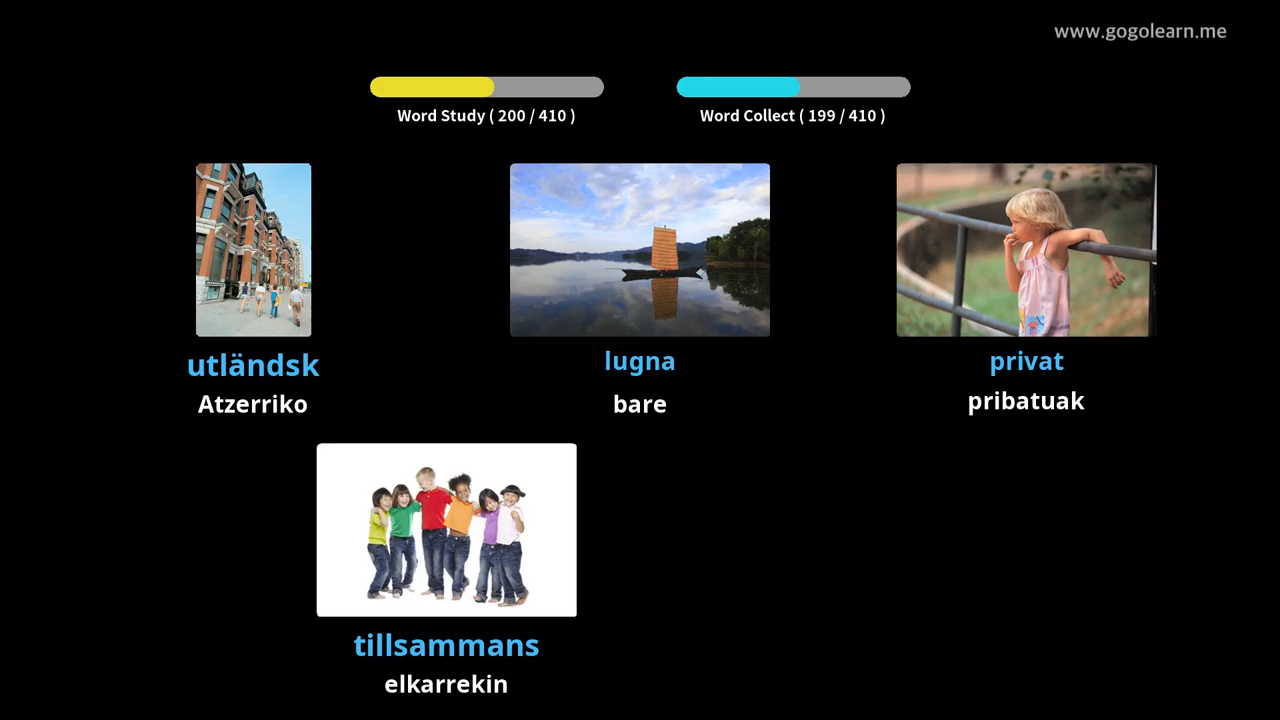 www.gogolearn.me
Word Study ( 200 / 410 )
Word Collect ( 199 / 410 )
utländsk
Atzerriko
lugna
bare
privat
pribatuak
tillsammans
elkarrekin